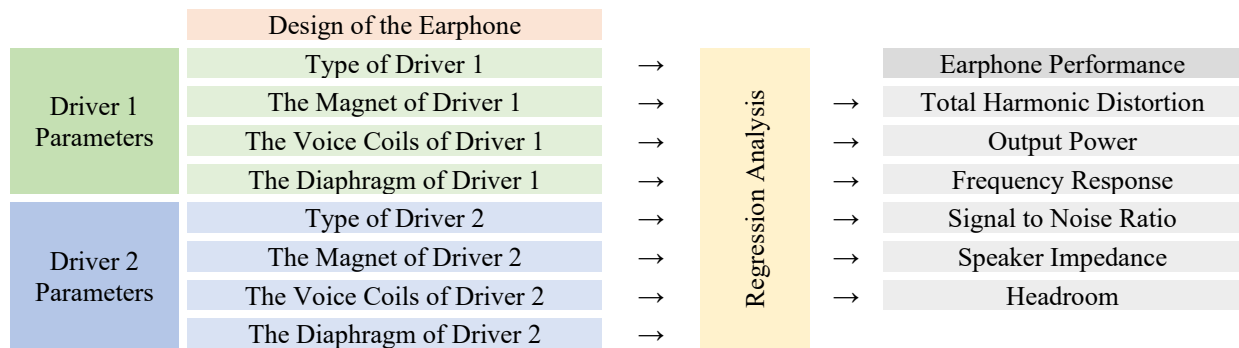 Design of the Earphone
Driver 1
Parameters
Type of Driver 1 →
The Magnet of Driver 1 →
The Voice Coils of Driver 1 →
The Diaphragm of Driver 1 →
Driver 2
Parameters
Type of Driver 2 →
The Magnet of Driver 2 →
The Voice Coils of Driver 2 →
The Diaphragm of Driver 2 →
Regression Analysis
Earphone Performance
→ Total Harmonic Distortion
→ Output Power
→ Frequency Response
→ Signal to Noise Ratio
→ Speaker Impedance
→ Headroom